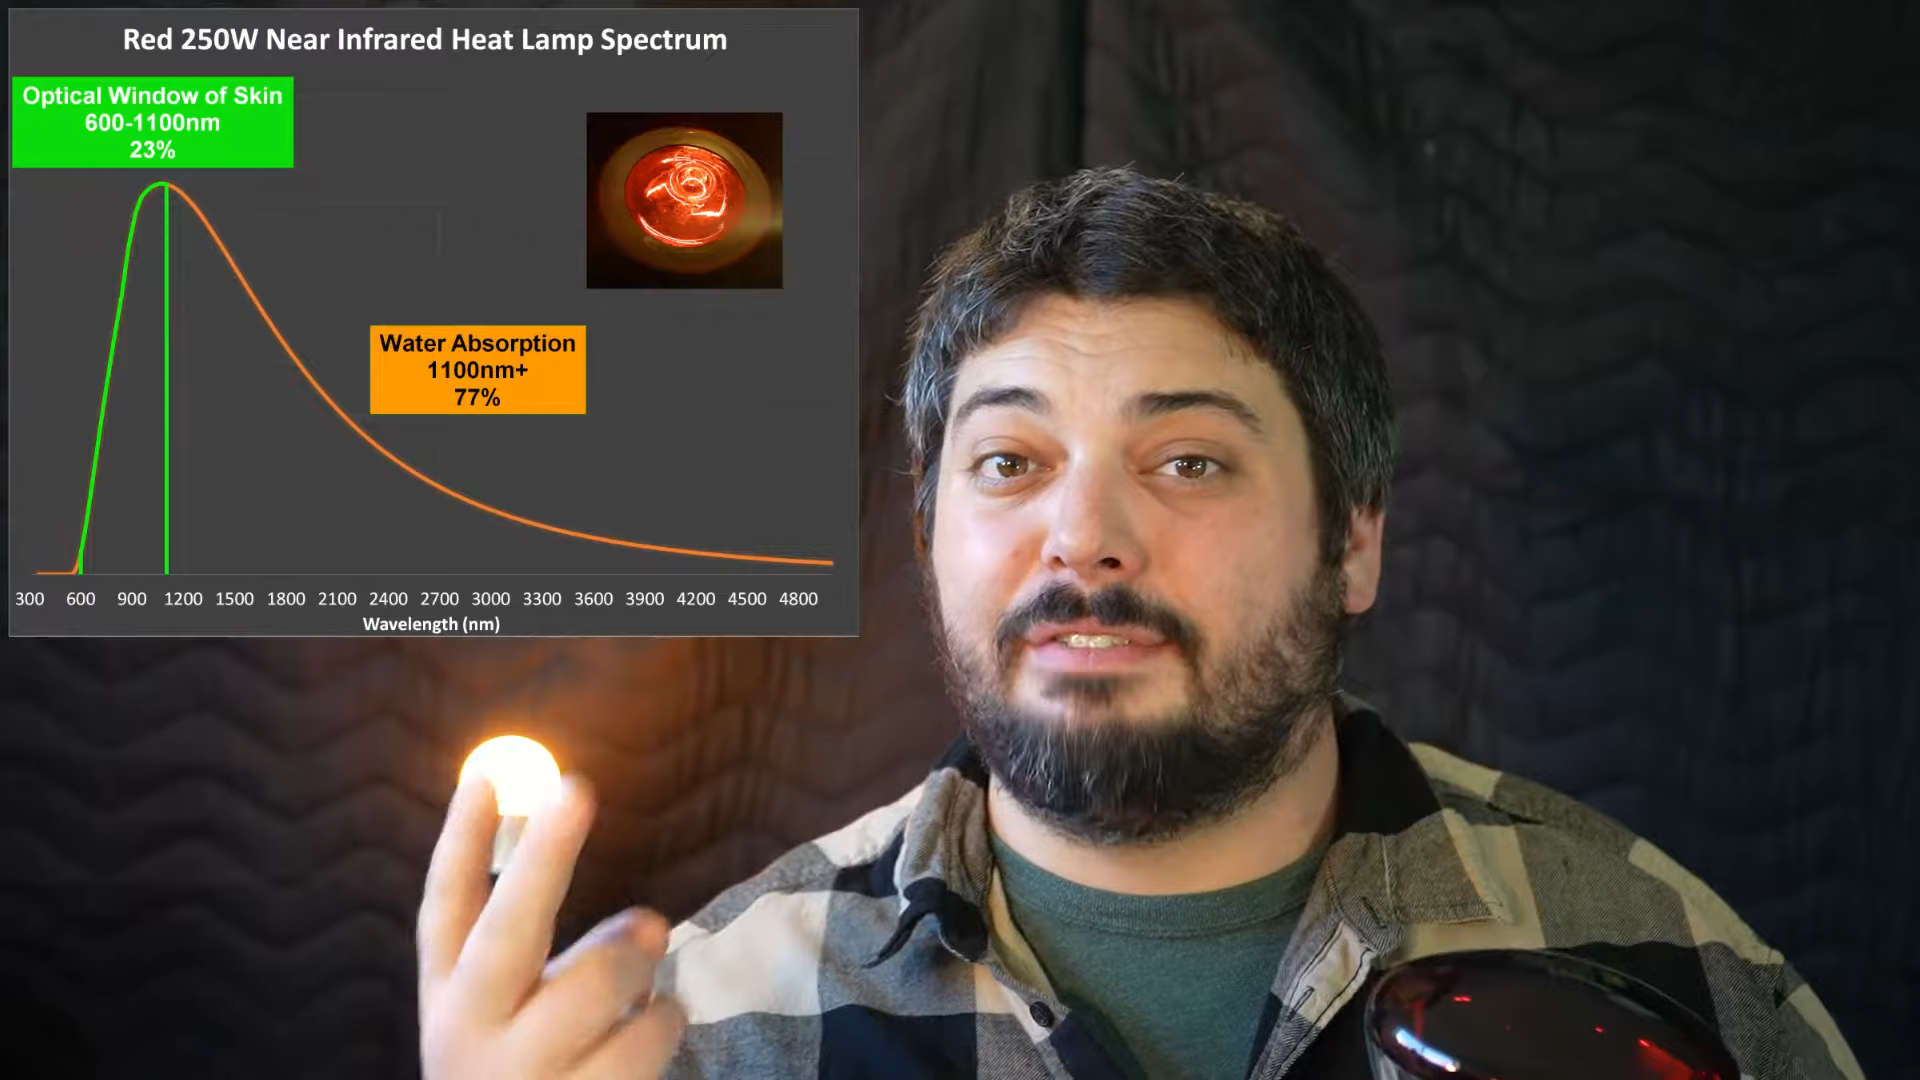 Red 250W Near Infrared Heat Lamp Spectrum
Optical Window of Skin
600-1100nm
23%
Water Absorption
1100nm+
77%
300 600 900 1200 1500 1800 2100 2400 2700 3000 3300 3600 3900 4200 4500 4800
Wavelength (nm)